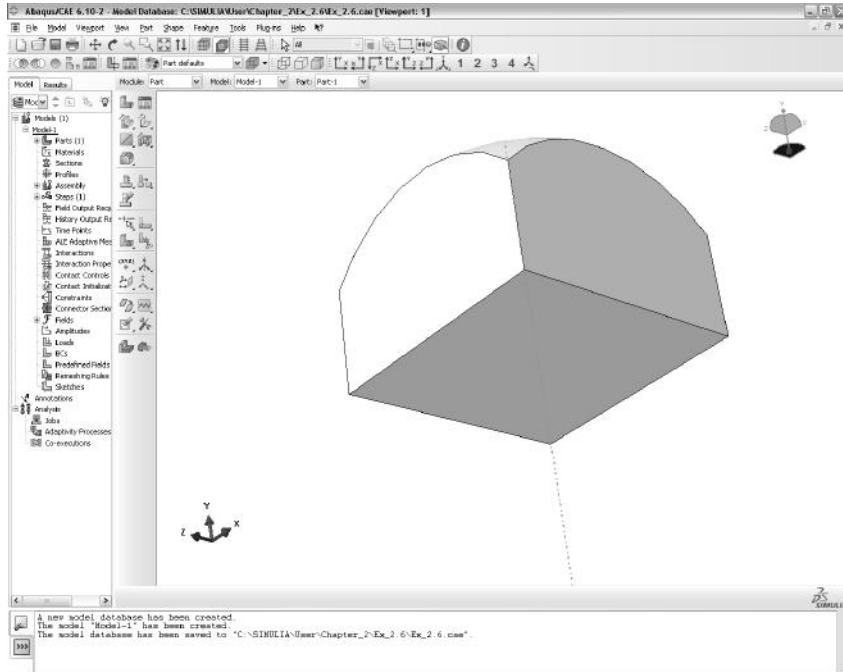 Abaqus/CAE 6.10-2 - Model Database: C:\SIMULIA\User\Chapter_2\Ex_2.6\Ex_2.6.cae [Viewport: 1]
File Model Viewport View Part Shape Feature Tools Plug-ins Help
All
Part defaults
1 2 3 4
Model Results
Module: Part Model: Model-1 Part: Part-1
Models (1)
Model-1
Parts (1)
Materials
Sections
Profiles
Assembly
Steps (1)
Field Output Requ
History Output Re
Time Points
ALE Adaptive Mes
Interactions
Interaction Prope
Contact Controls
Contact Initializat
Constraints
Connector Section
Fields
Amplitudes
Loads
BCs
Predefined Fields
Remeshing Rules
Sketches
Annotations
Analysis
Jobs
Adaptivity Processes
Co-executions
Y
Z X
SIMULIA
A new model database has been created.
The model "Model-1" has been created.
The model database has been saved to "C:\SIMULIA\User\Chapter_2\Ex_2.6\Ex_2.6.cae".
>>>